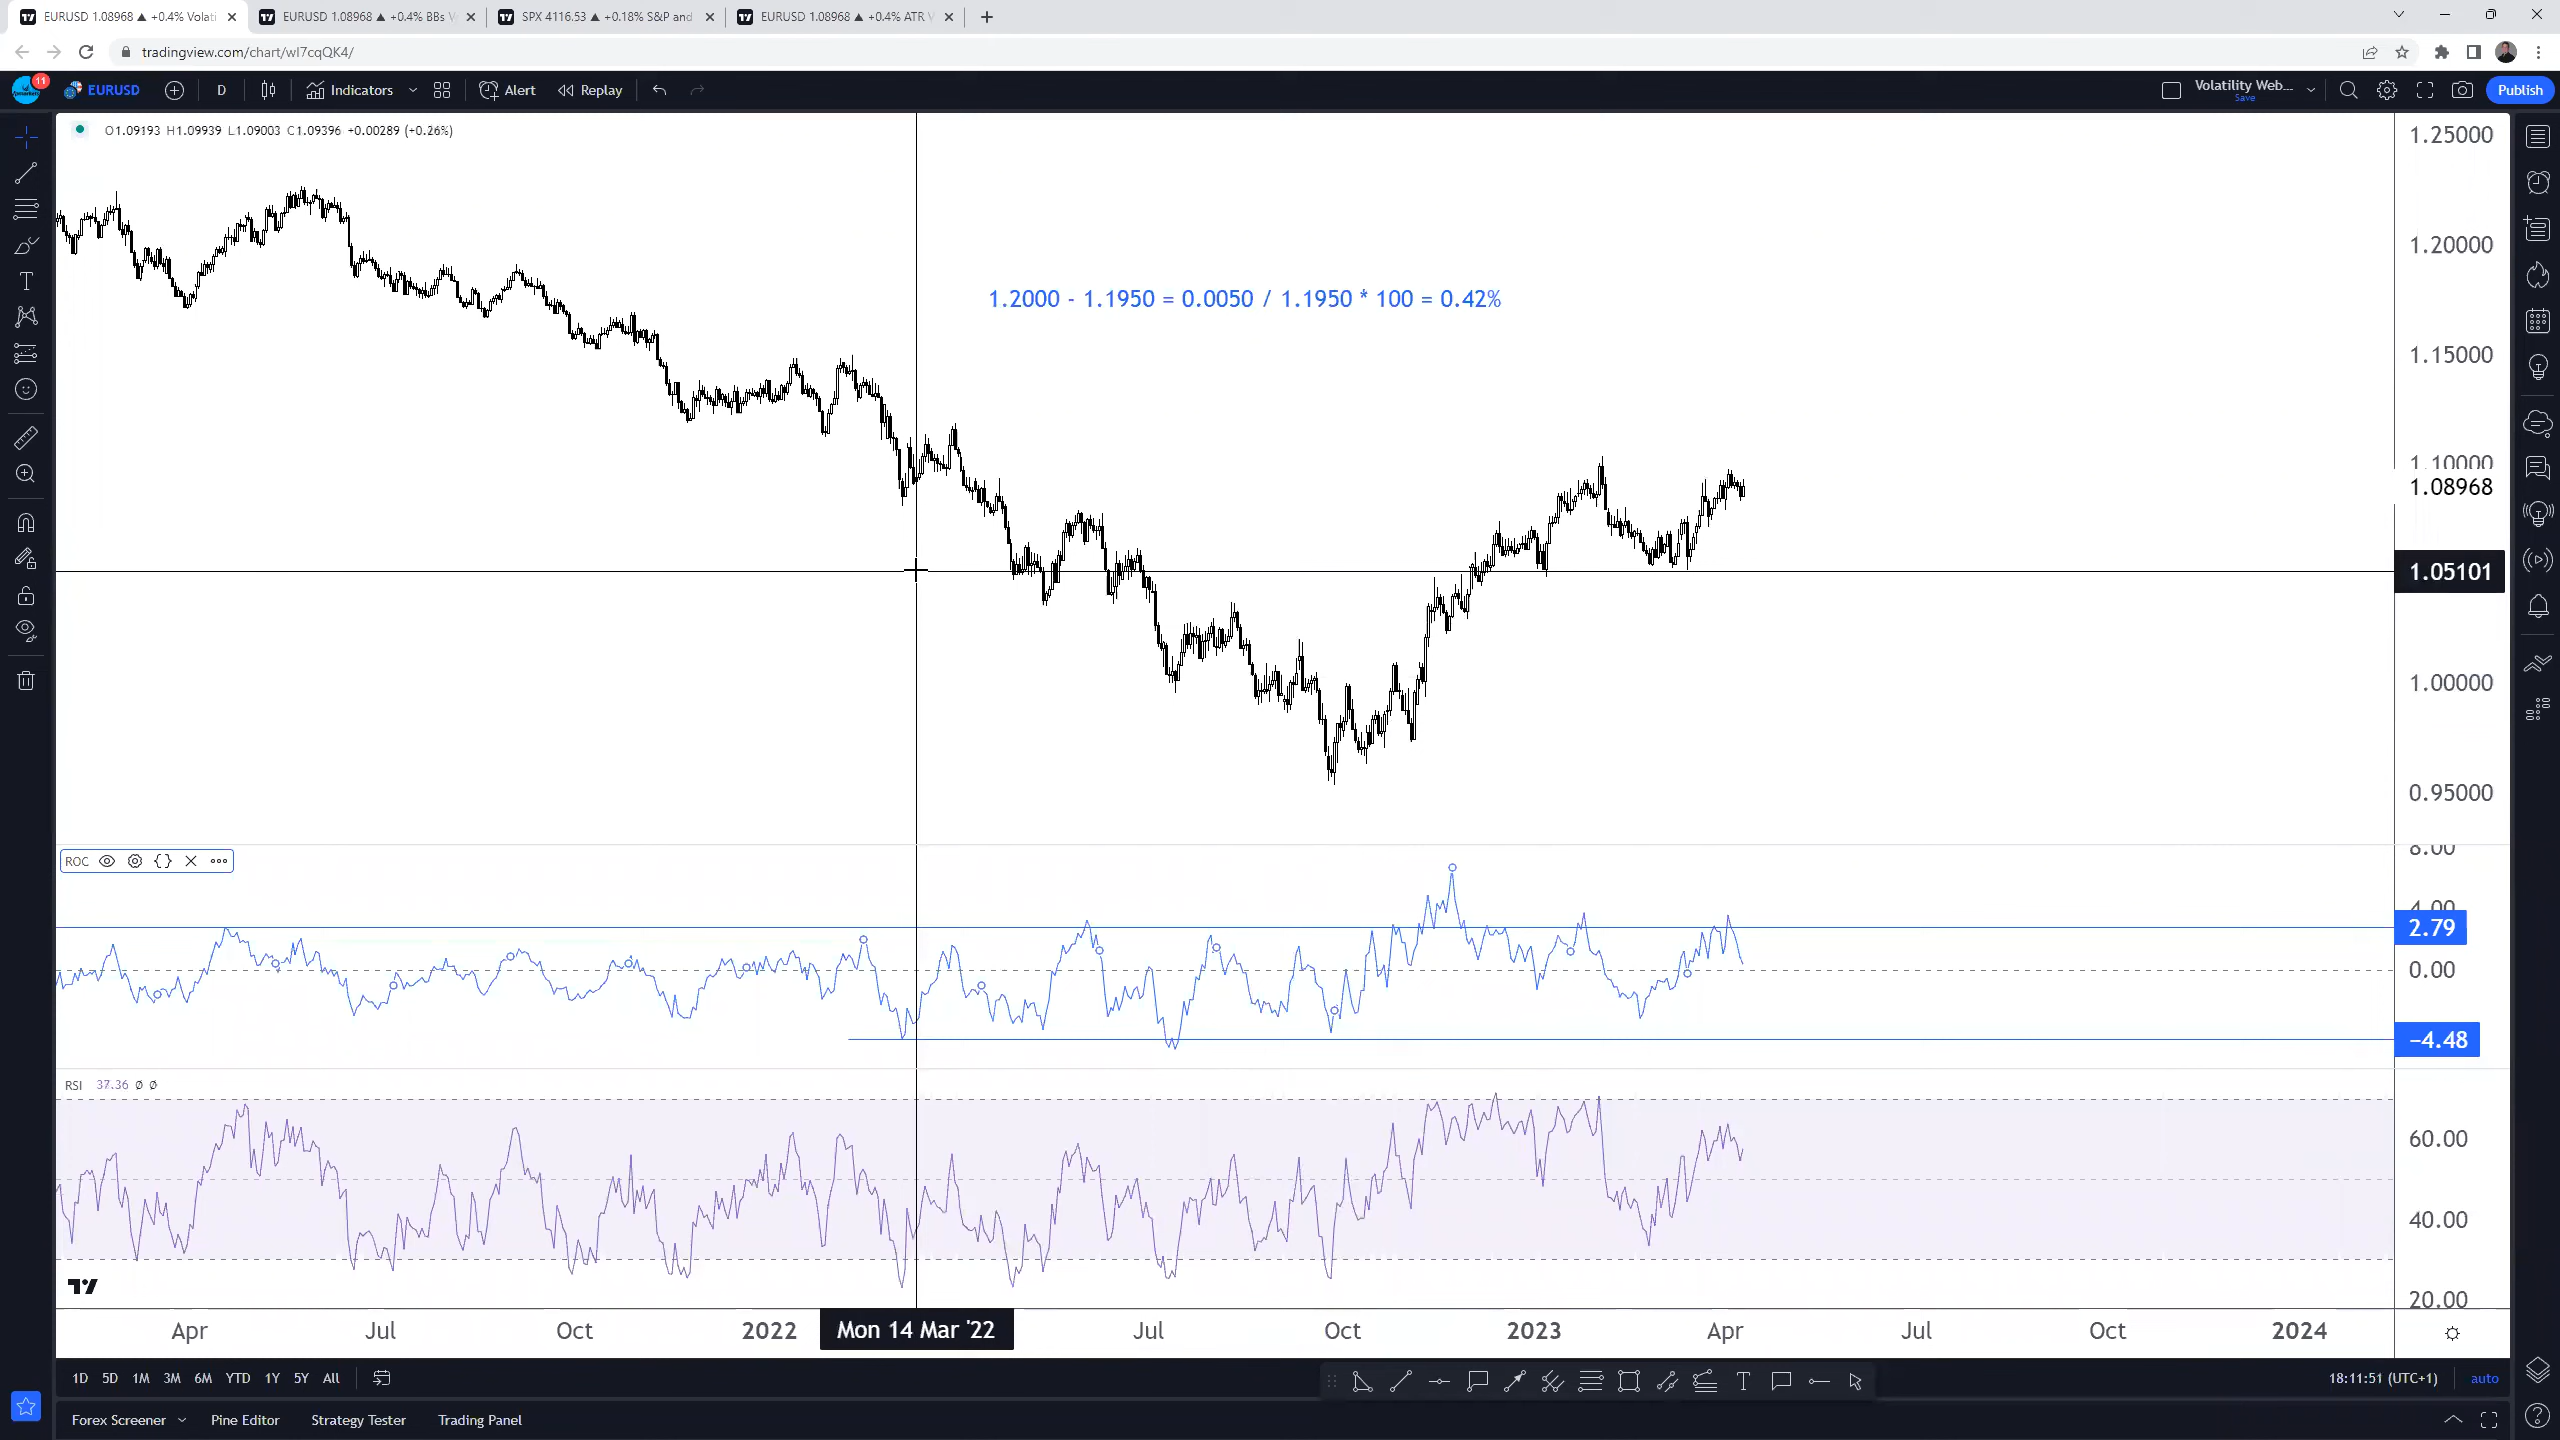 EURUSD 1.08968 ▲ +0.4% Volati
EURUSD 1.08968 ▲ +0.4% BBs V
SPX 4116.53 ▲ +0.18% S&P and
EURUSD 1.08968 ▲ +0.4% ATR V
tradingview.com/chart/wI7cqQK4/
11
EURUSD
D
Indicators
Alert
Replay
Volatility Web...
Save
Publish
O1.09193 H1.09939 L1.09003 C1.09396 +0.00289 (+0.26%)
1.25000
1.20000
1.2000 - 1.1950 = 0.0050 / 1.1950 * 100 = 0.42%
1.15000
1.10000
1.08968
1.05101
1.00000
0.95000
ROC
8.00
4.00
2.79
0.00
−4.48
RSI 37.36 ø ø
60.00
40.00
20.00
Apr Jul Oct 2022 Mon 14 Mar '22 Jul Oct 2023 Apr Jul Oct 2024
1D 5D 1M 3M 6M YTD 1Y 5Y All
18:11:51 (UTC+1)
auto
Forex Screener Pine Editor Strategy Tester Trading Panel